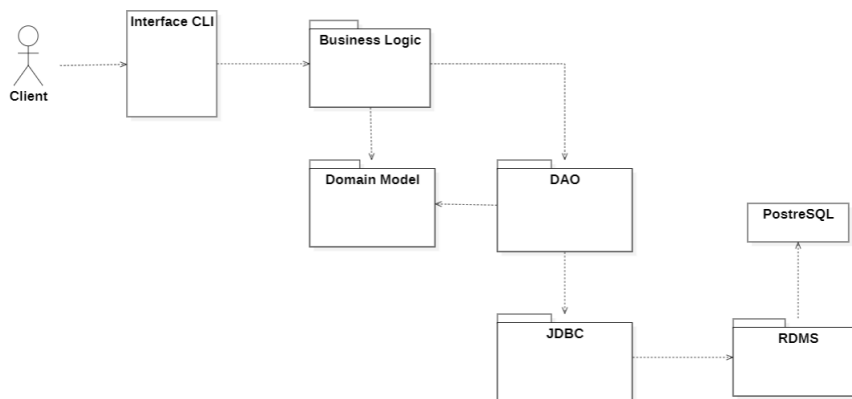 Interface CLI
Business Logic
Client
Domain Model
DAO
PostreSQL
JDBC
RDMS